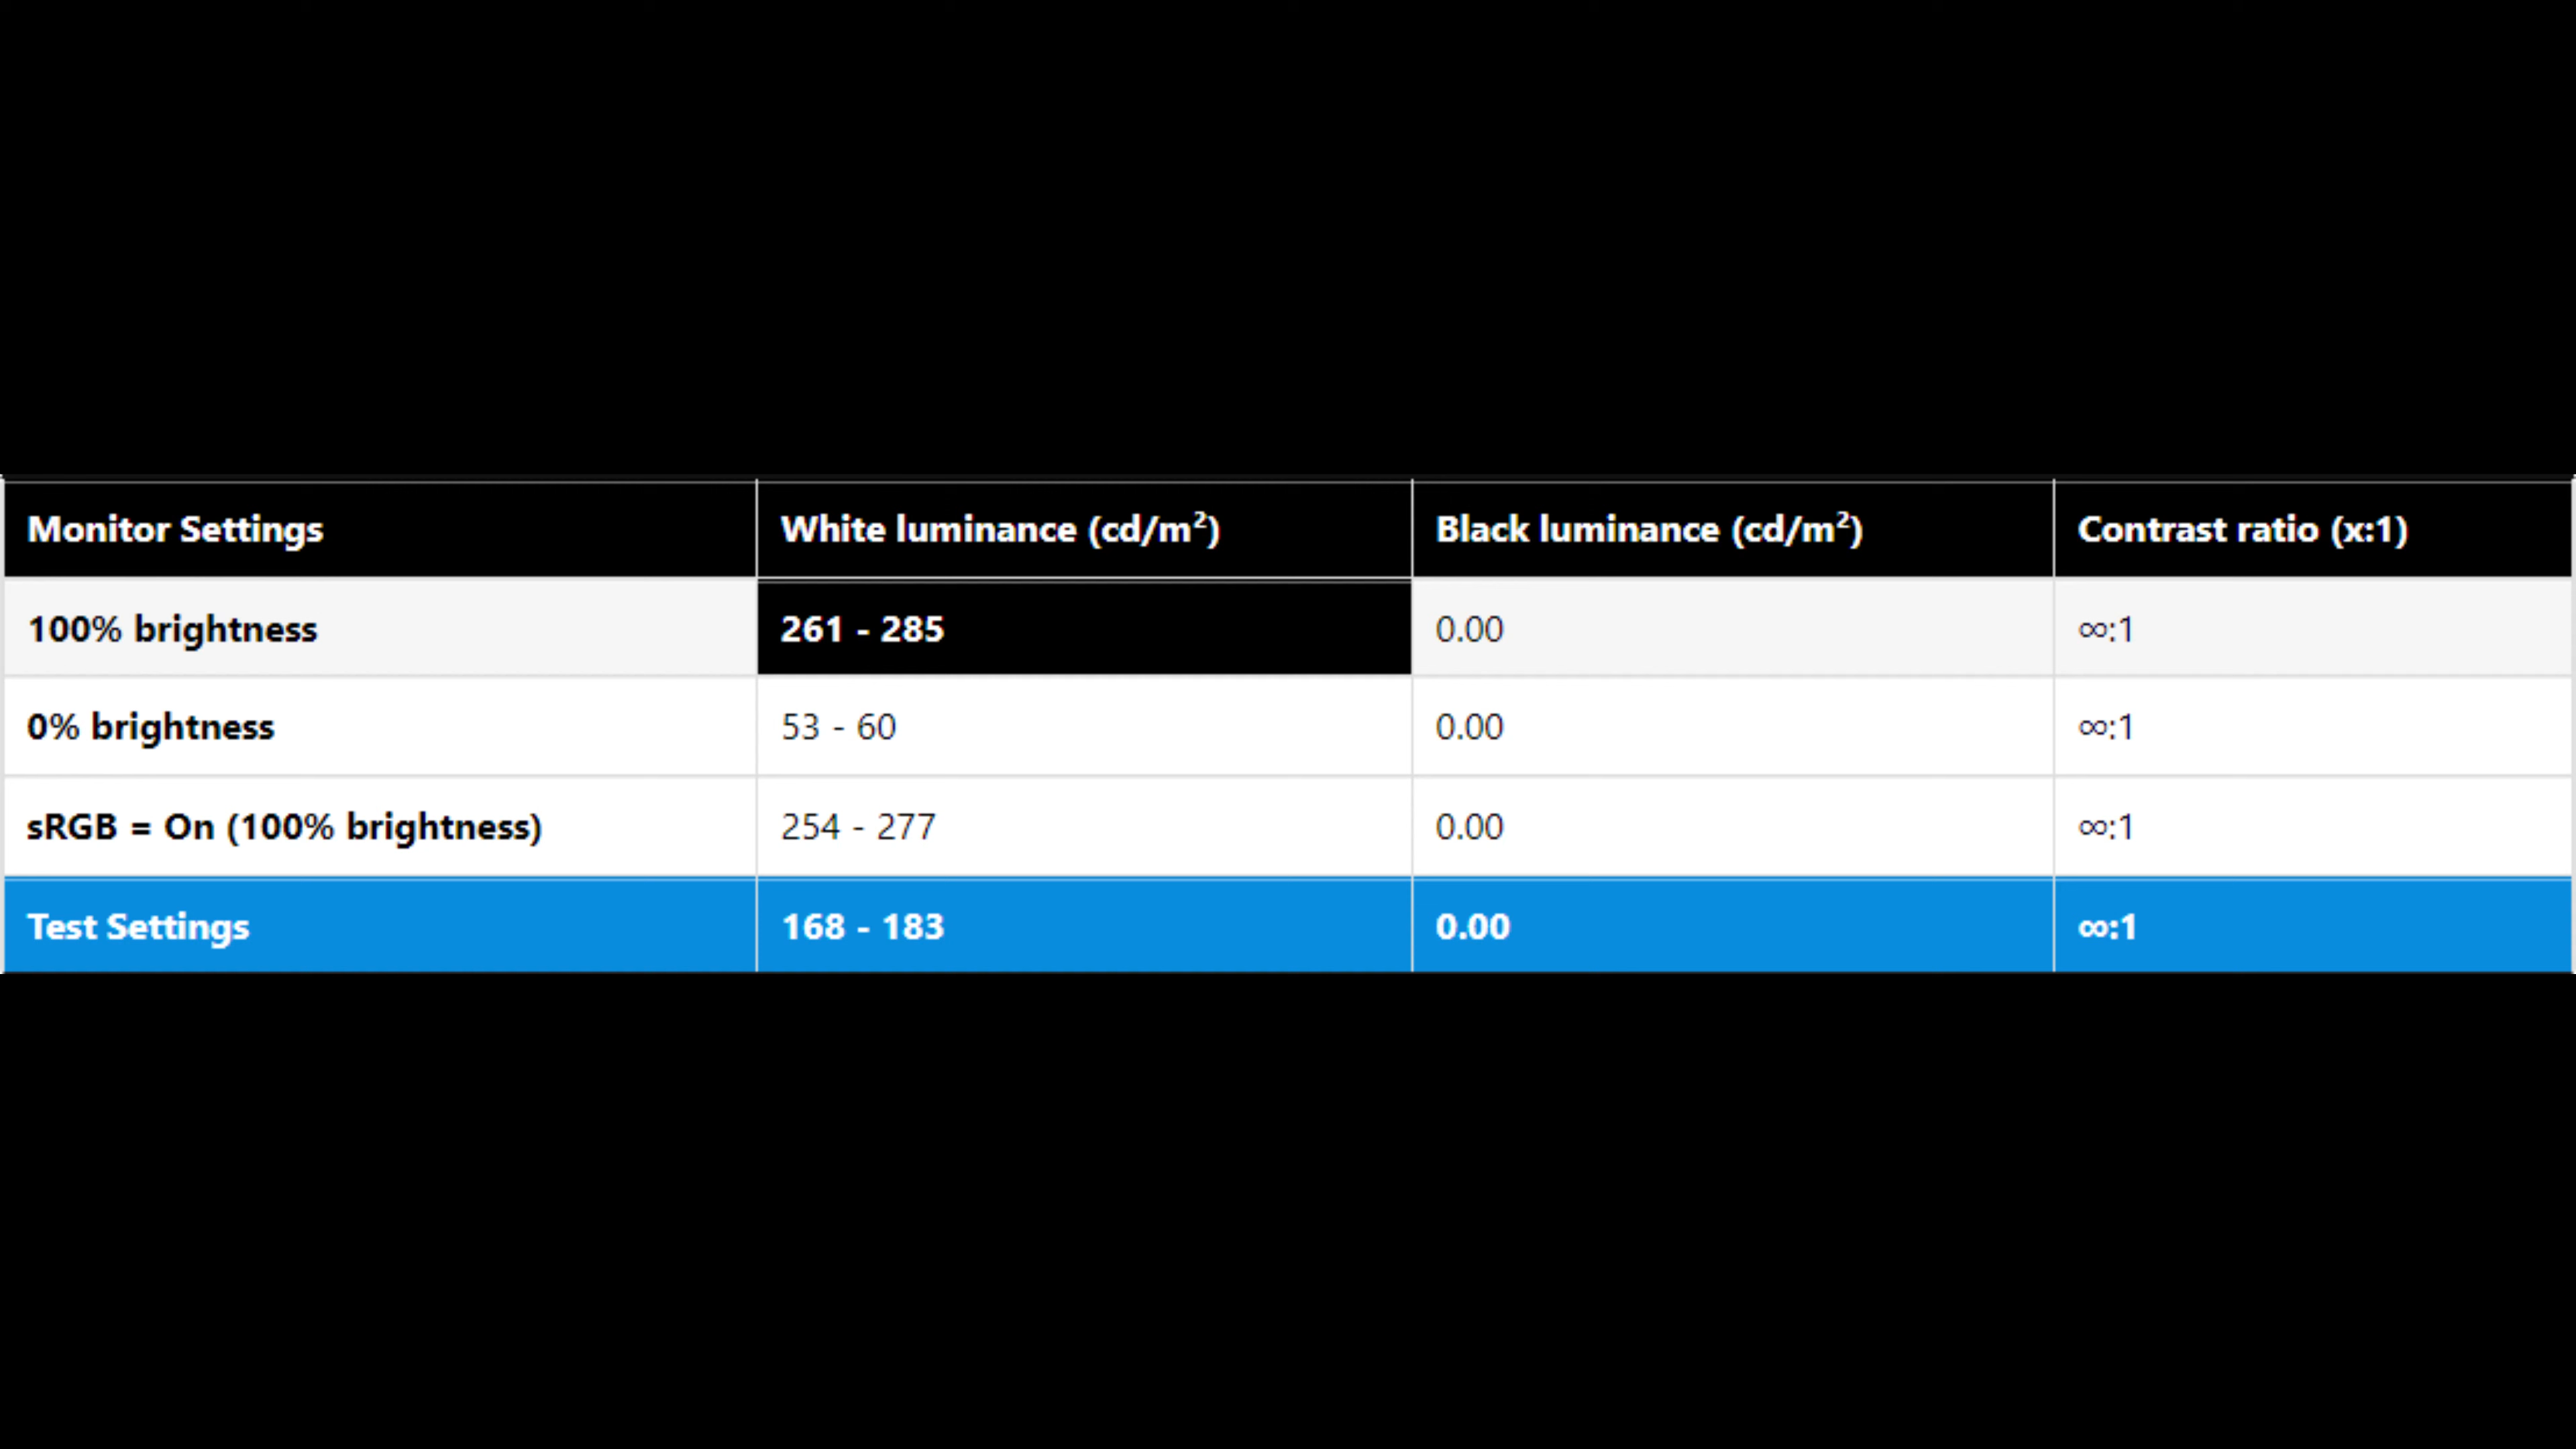 Monitor Settings White luminance (cd/m²) Black luminance (cd/m²) Contrast ratio (x:1)
100% brightness 261 - 285 0.00 ∞:1
0% brightness 53 - 60 0.00 ∞:1
sRGB = On (100% brightness) 254 - 277 0.00 ∞:1
Test Settings 168 - 183 0.00 ∞:1